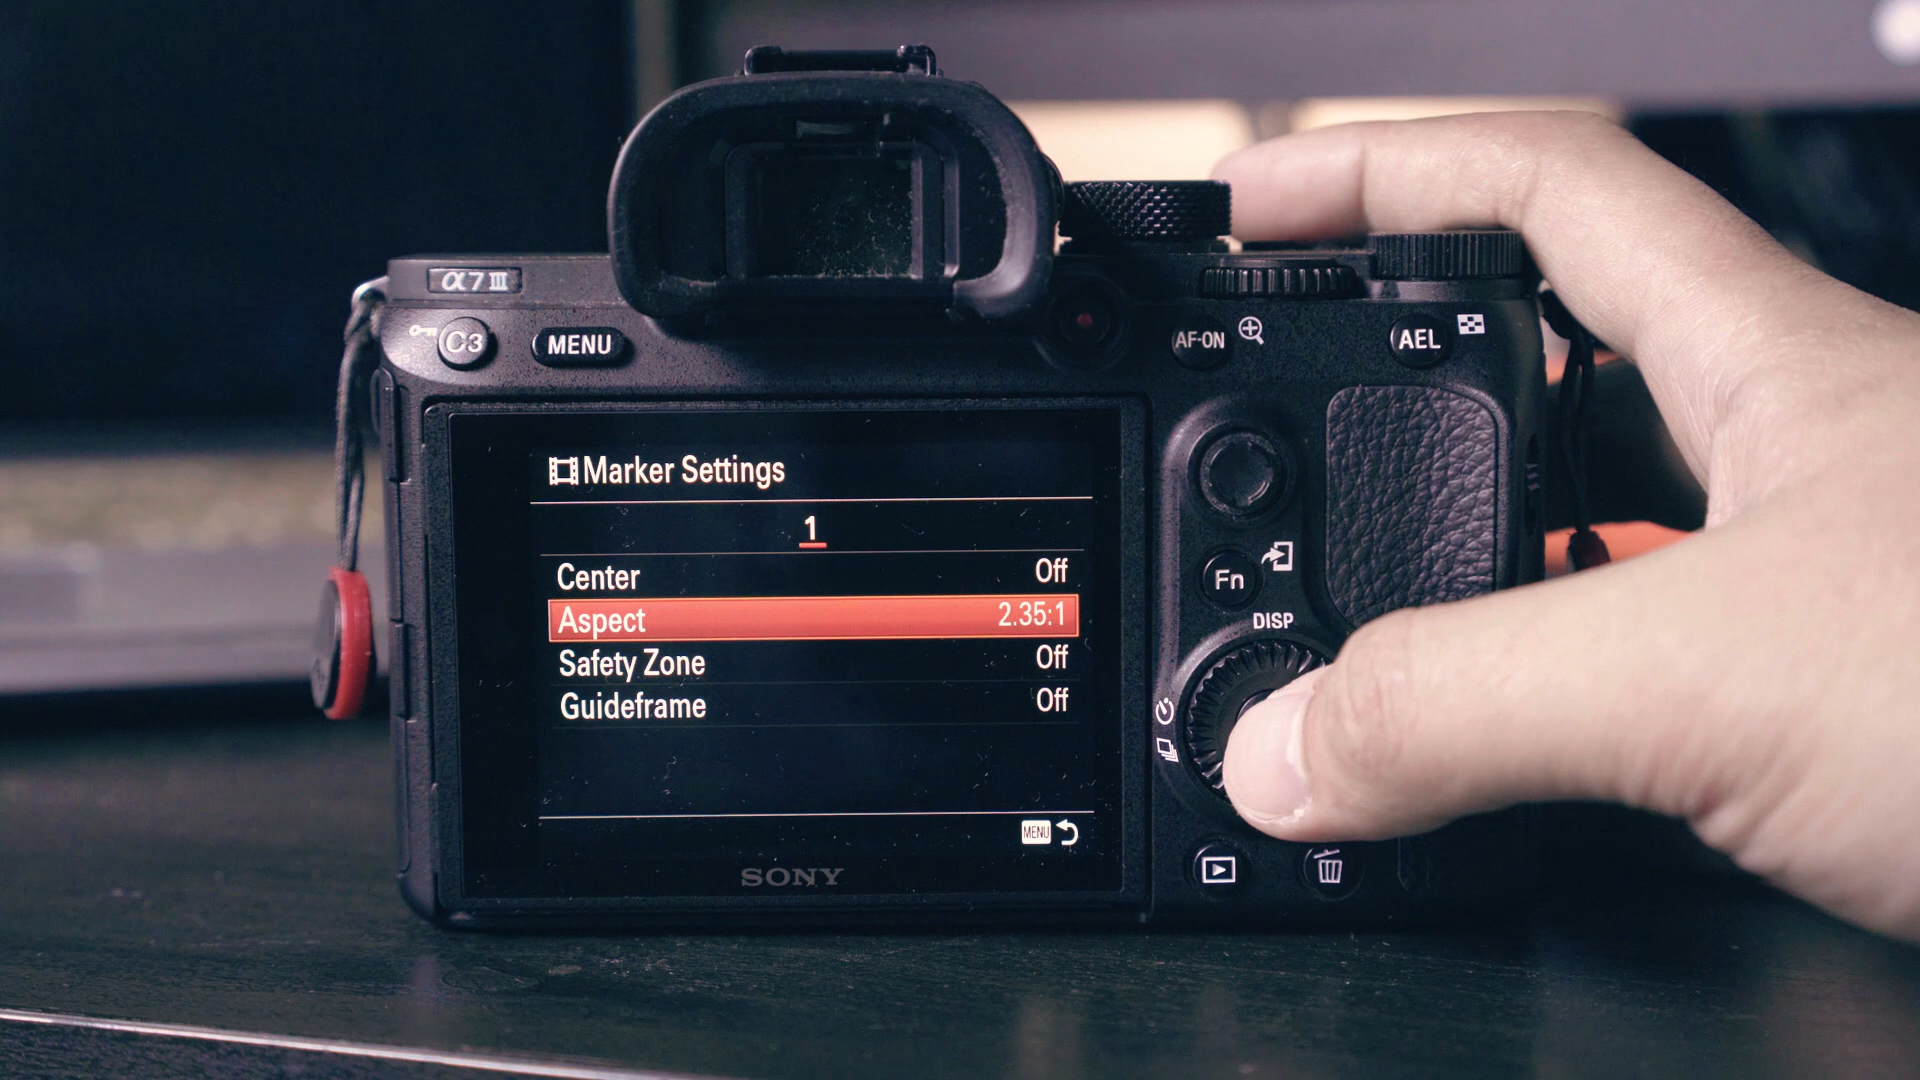 α7III
C3
MENU
AF-ON
AEL
Marker Settings
1
Center Off
Aspect 2.35:1
Safety Zone Off
Guideframe Off
MENU
Fn
DISP
SONY